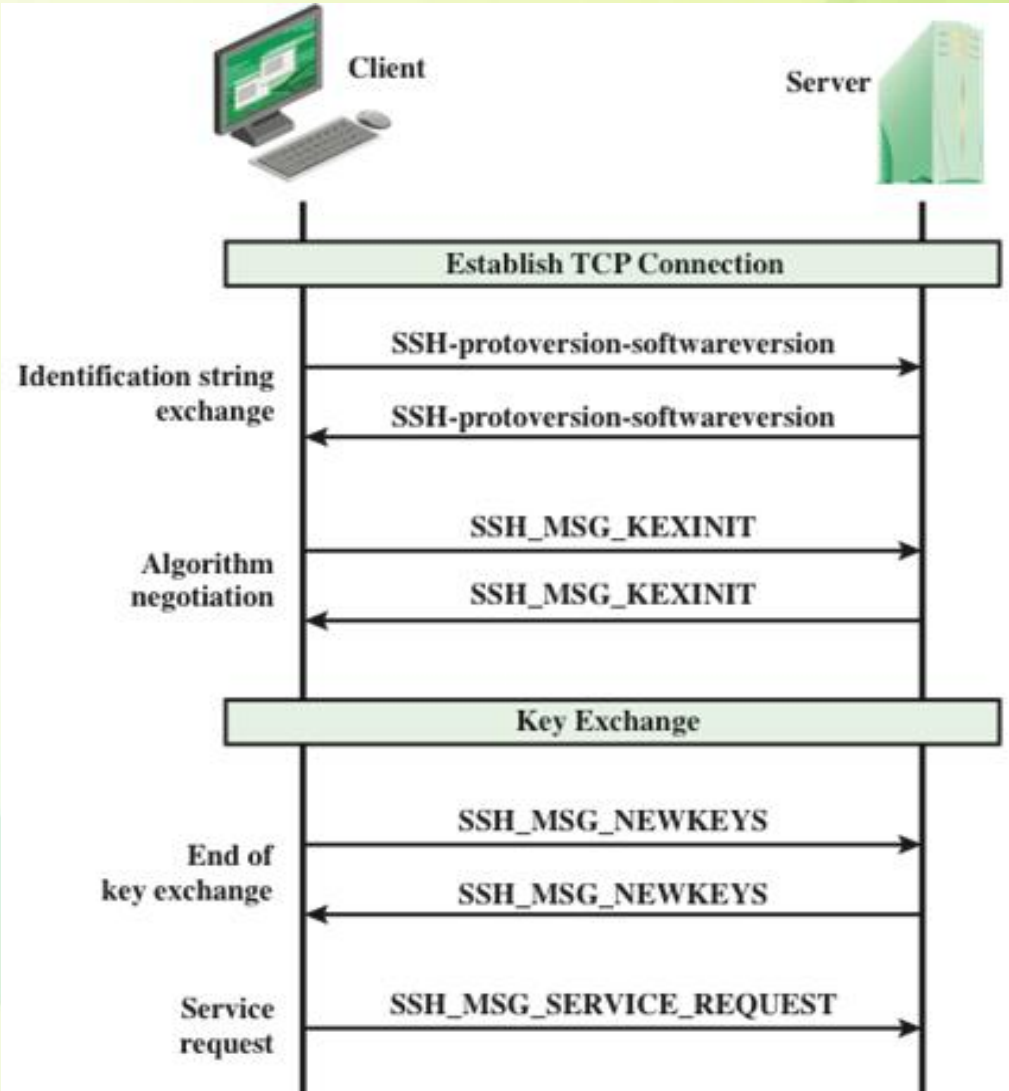 Client
Server
Establish TCP Connection
SSH-protoversion-softwareversion
Identification string
exchange
SSH-protoversion-softwareversion
SSH_MSG_KEXINIT
Algorithm
negotiation
SSH_MSG_KEXINIT
Key Exchange
SSH_MSG_NEWKEYS
End of
key exchange
SSH_MSG_NEWKEYS
Service
request
SSH_MSG_SERVICE_REQUEST